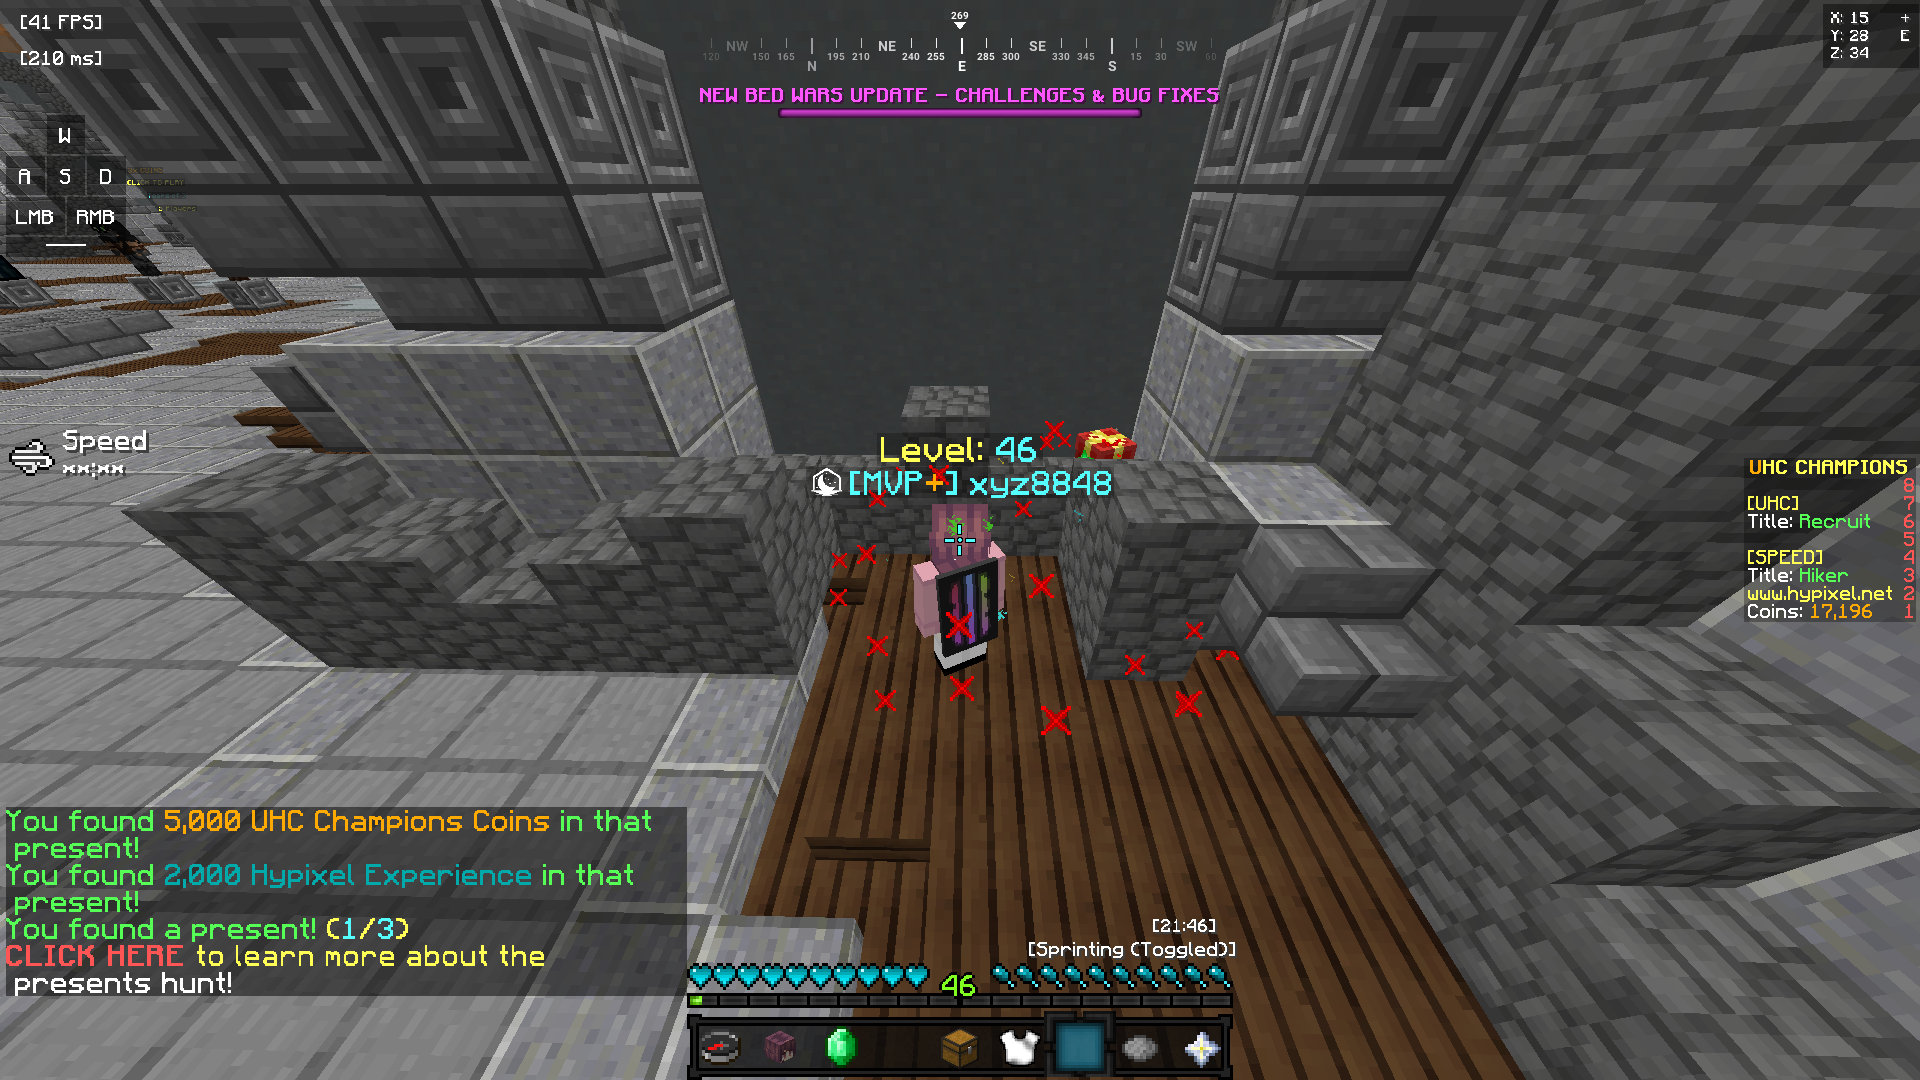 [41 FPS]
[210 ms]
269
NW NE SE SW
120 150 165 195 210 240 255 285 300 330 345 15 30 60
N E S
X: 15 +
Y: 28 E
Z: 34
NEW BED WARS UPDATE - CHALLENGES & BUG FIXES
W
A S D
LMB RMB
CLICK TO PLAY
Speed
**:**
Level: 46
[MVP+] xyz8848
UHC CHAMPIONS
8
[UHC] 7
Title: Recruit 6
5
[SPEED] 4
Title: Hiker 3
www.hypixel.net 2
Coins: 17,196 1
You found 5,000 UHC Champions Coins in that
present!
You found 2,000 Hypixel Experience in that
present!
You found a present! (1/3)
CLICK HERE to learn more about the
presents hunt!
[21:46]
[Sprinting (Toggled)]
46